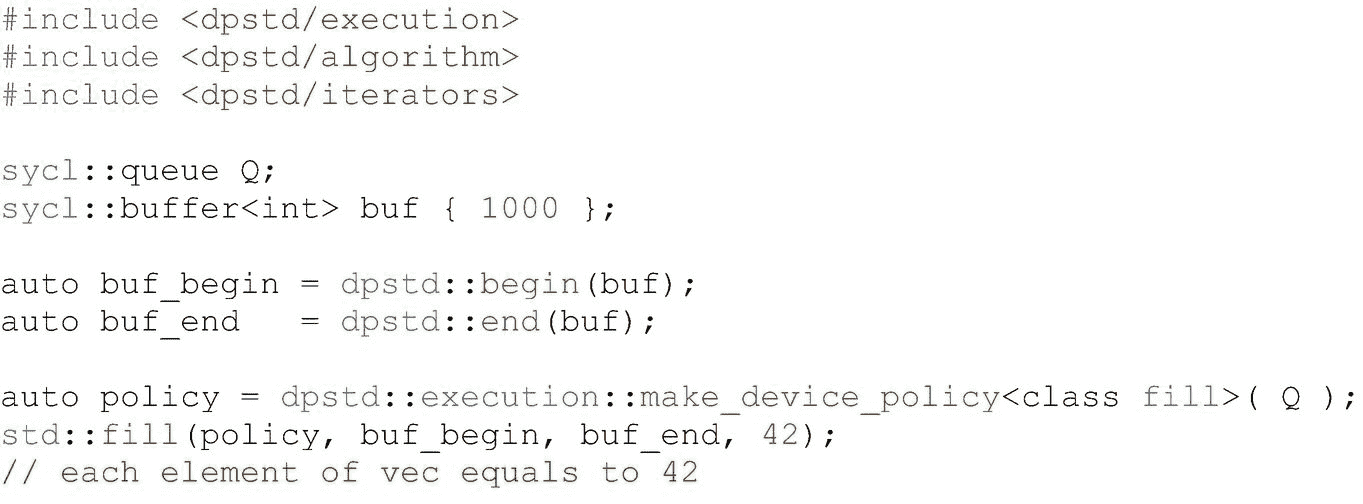 #include <dpstd/execution>
#include <dpstd/algorithm>
#include <dpstd/iterators>
sycl::queue Q;
sycl::buffer<int> buf { 1000 };
auto buf_begin = dpstd::begin(buf);
auto buf_end   = dpstd::end(buf);
auto policy = dpstd::execution::make_device_policy<class fill>( Q );
std::fill(policy, buf_begin, buf_end, 42);
// each element of vec equals to 42